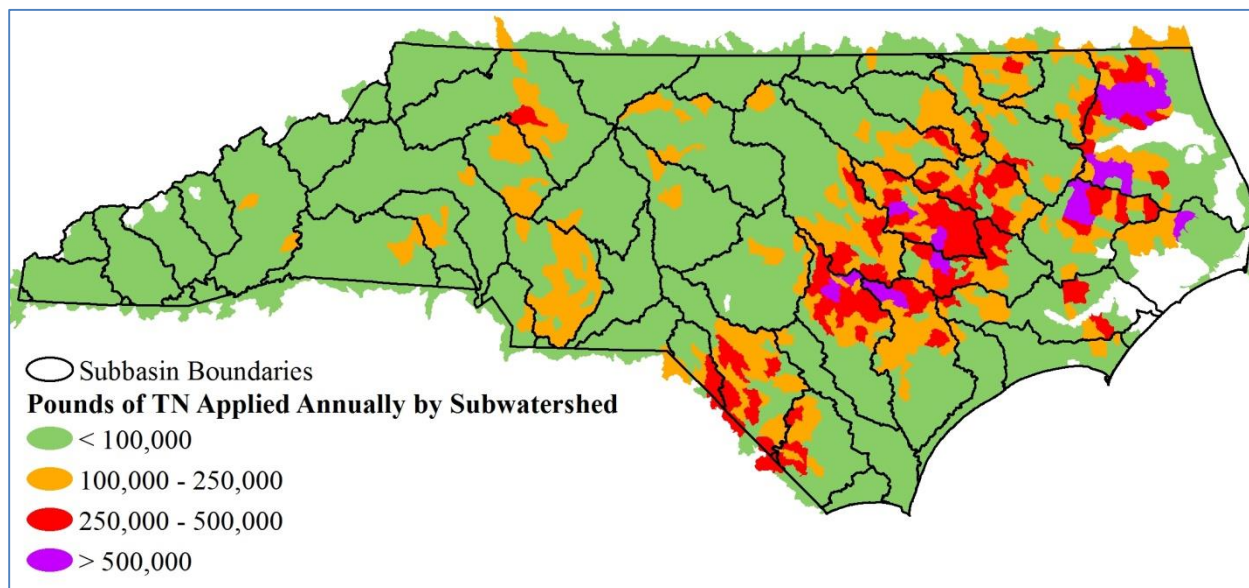 Subbasin Boundaries
Pounds of TN Applied Annually by Subwatershed
< 100,000
100,000 - 250,000
250,000 - 500,000
> 500,000